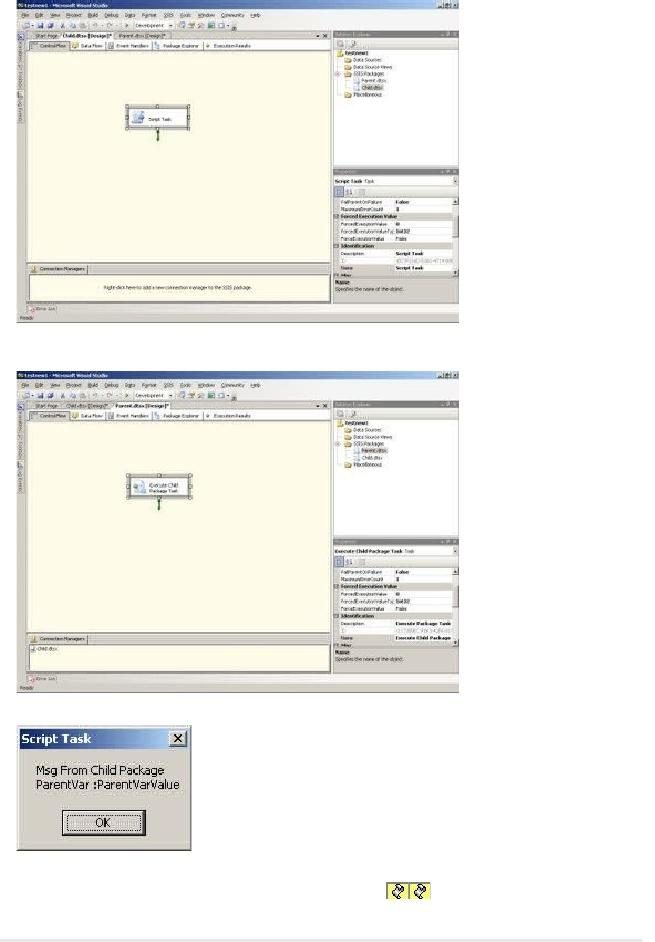 testnew1 - Microsoft Visual Studio
File Edit View Project Build Debug Data Format SSIS Tools Window Community Help
Development
Start Page Child.dtsx [Design]* Parent.dtsx [Design]*
Control Flow Data Flow Event Handlers Package Explorer Execution Results
Script Task
Connection Managers
Right-click here to add a new connection manager to the SSIS package.
Error List
Ready
Solution Explorer
testnew1
Data Sources
Data Source Views
SSIS Packages
Parent.dtsx
Child.dtsx
Miscellaneous
Properties
Script Task Task
FailParentOnFailure False
MaximumErrorCount
Forced Execution Value
ForcedExecutionValue 0
ForcedExecutionValueTyp Int32
ForceExecutionValue False
Identification
Description Script Task
ID
Name Script Task
Misc
Name
Specifies the name of the object.
testnew1 - Microsoft Visual Studio
File Edit View Project Build Debug Data Format SSIS Tools Window Community Help
Development
Start Page Child.dtsx [Design]* Parent.dtsx [Design]*
Control Flow Data Flow Event Handlers Package Explorer Execution Results
Execute Child
Package Task
Connection Managers
child.dtsx
Error List
Ready
Solution Explorer
testnew1
Data Sources
Data Source Views
SSIS Packages
Parent.dtsx
Child.dtsx
Miscellaneous
Properties
Execute Child Package Task Task
FailParentOnFailure False
MaximumErrorCount
Forced Execution Value
ForcedExecutionValue 0
ForcedExecutionValueTyp Int32
ForceExecutionValue False
Identification
Description Execute Package Task
ID
Name Execute Child Package
Misc
Name
Specifies the name of the object.
Script Task
Msg From Child Package
ParentVar :ParentVarValue
OK